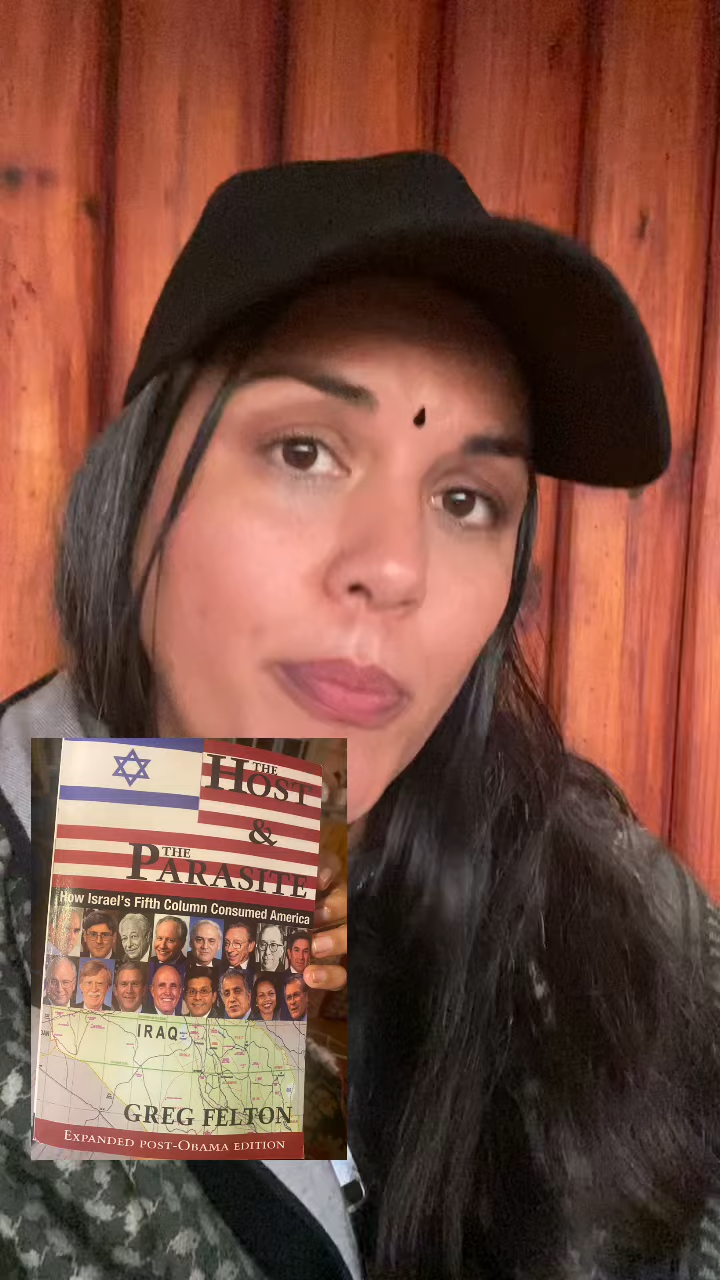 THE
HOST
&
THE
PARASITE
How Israel's Fifth Column Consumed America
IRAQ
GREG FELTON
EXPANDED POST-OBAMA EDITION